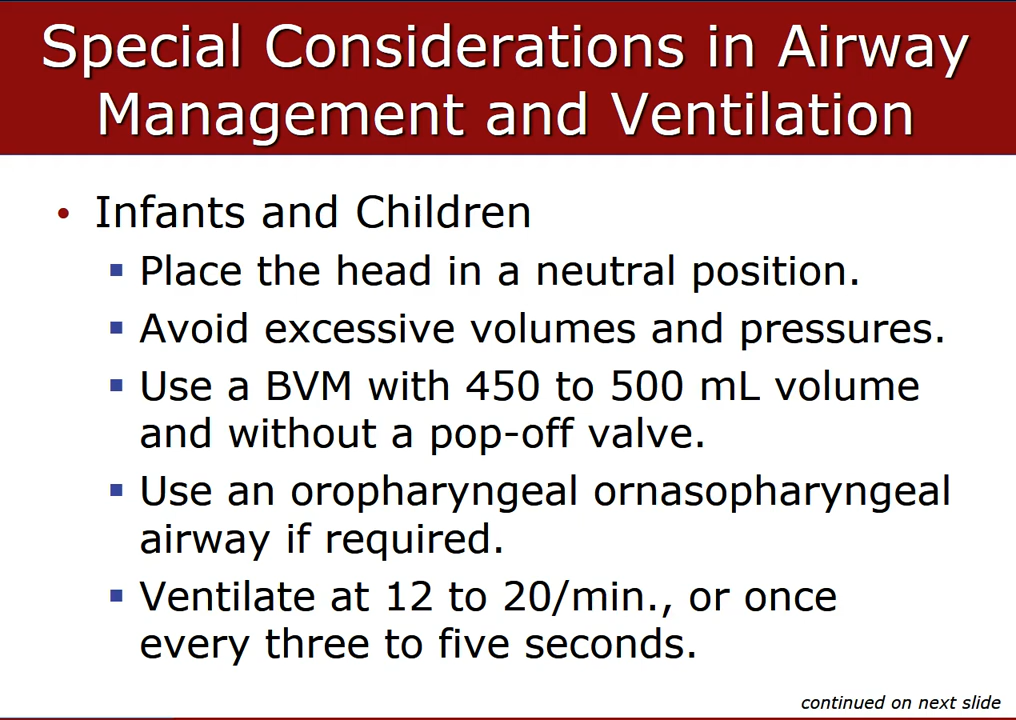 Special Considerations in Airway
Management and Ventilation
• Infants and Children
▪ Place the head in a neutral position.
▪ Avoid excessive volumes and pressures.
▪ Use a BVM with 450 to 500 mL volume
and without a pop-off valve.
▪ Use an oropharyngeal ornasopharyngeal
airway if required.
▪ Ventilate at 12 to 20/min., or once
every three to five seconds.
continued on next slide